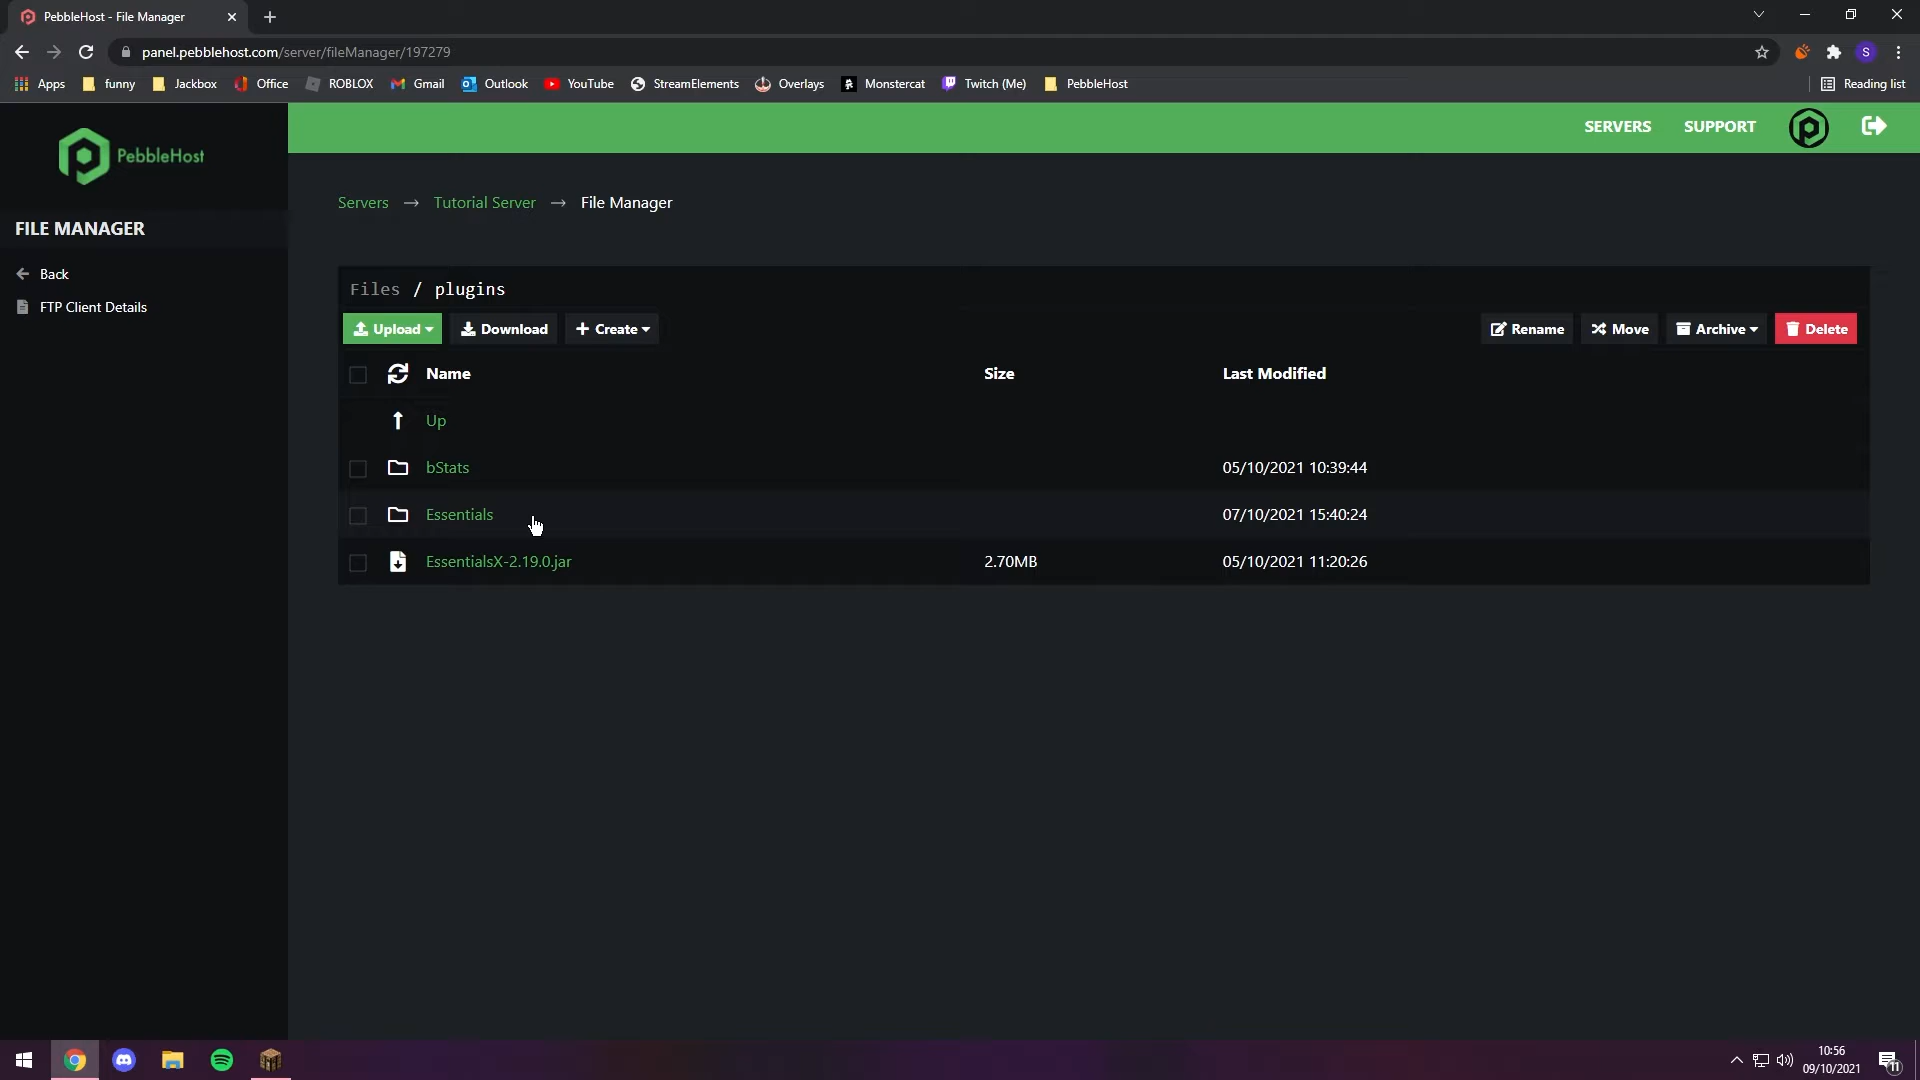 PebbleHost - File Manager
panel.pebblehost.com/server/fileManager/197279
S
Apps funny Jackbox Office ROBLOX Gmail Outlook YouTube StreamElements Overlays Monstercat Twitch (Me) PebbleHost Reading list
PebbleHost
SERVERS SUPPORT
FILE MANAGER
Back
FTP Client Details
Servers → Tutorial Server → File Manager
Files / plugins
Upload Download Create Rename Move Archive Delete
Name Size Last Modified
Up
bStats 05/10/2021 10:39:44
Essentials 07/10/2021 15:40:24
EssentialsX-2.19.0.jar 2.70MB 05/10/2021 11:20:26
10:56
09/10/2021
11